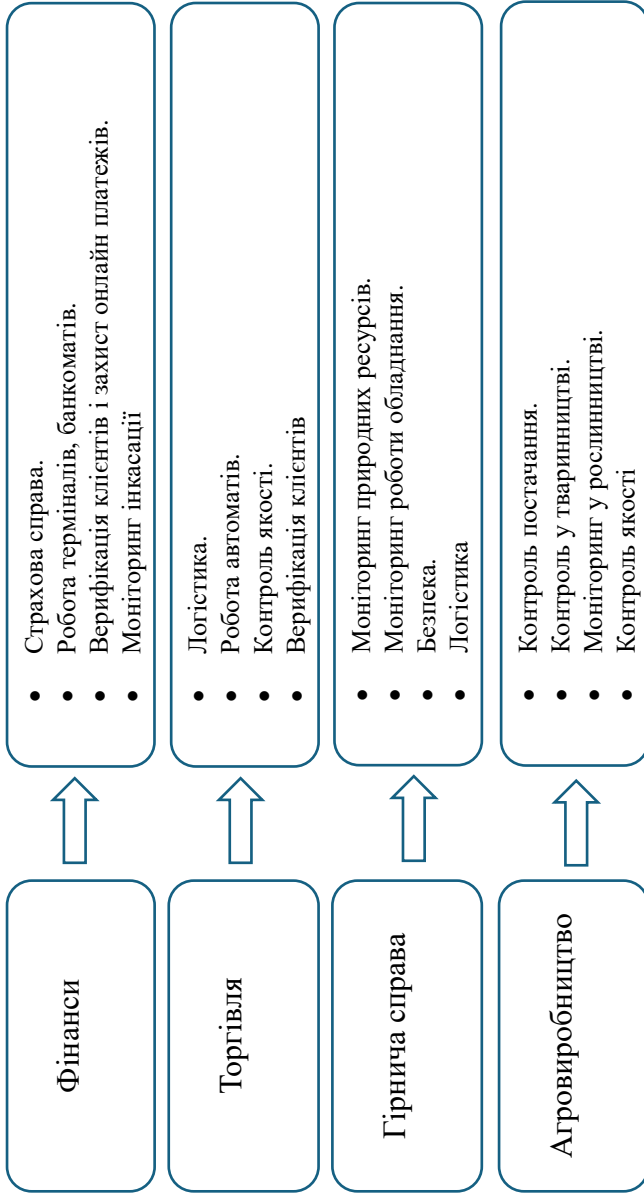 Фінанси
• Страхова справа.
• Робота терміналів, банкоматів.
• Верифікація клієнтів і захист онлайн платежів.
• Моніторинг інкасації
Торгівля
• Логістика.
• Робота автоматів.
• Контроль якості.
• Верифікація клієнтів
Гірнича справа
• Моніторинг природних ресурсів.
• Моніторинг роботи обладнання.
• Безпека.
• Логістика
Агровиробництво
• Контроль постачання.
• Контроль у тваринництві.
• Моніторинг у рослинництві.
• Контроль якості